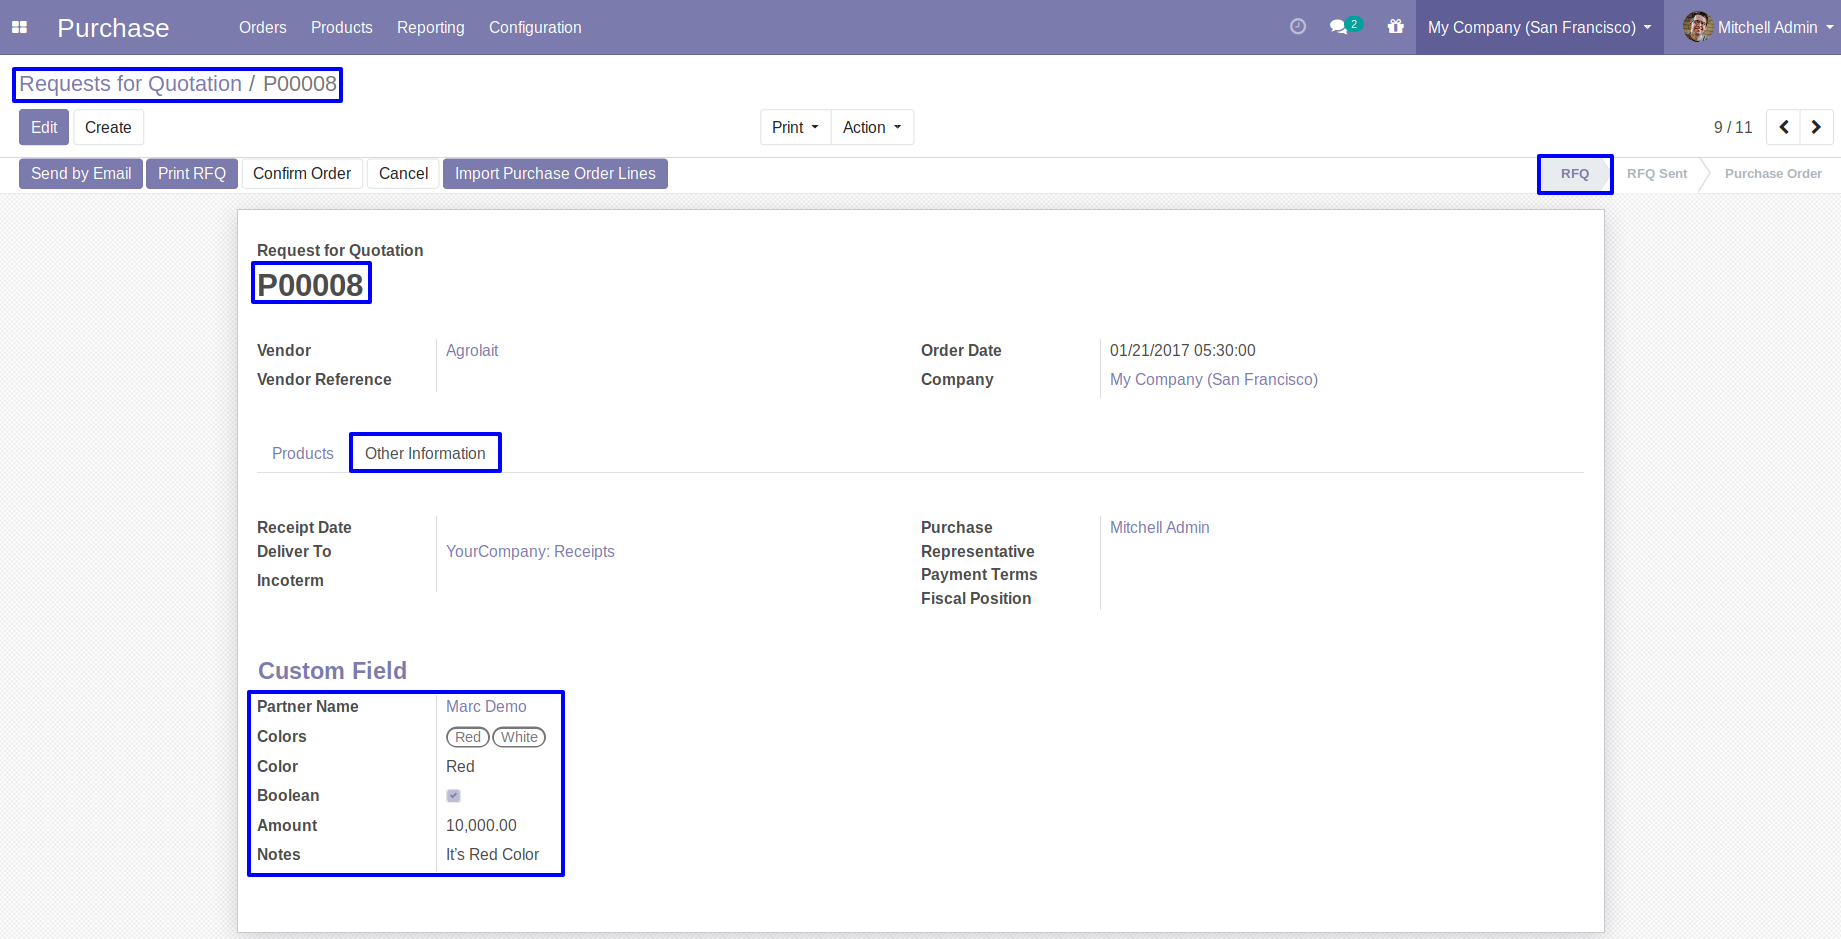 Purchase Orders Products Reporting Configuration 2 My Company (San Francisco) Mitchell Admin
Requests for Quotation / P00008
Edit Create Print Action 9 / 11
Send by Email Print RFQ Confirm Order Cancel Import Purchase Order Lines RFQ RFQ Sent Purchase Order
Request for Quotation
P00008
Vendor Agrolait Order Date 01/21/2017 05:30:00
Vendor Reference Company My Company (San Francisco)
Products Other Information
Receipt Date Purchase Mitchell Admin
Deliver To YourCompany: Receipts Representative
Incoterm Payment Terms
Fiscal Position
Custom Field
Partner Name Marc Demo
Colors Red White
Color Red
Boolean
Amount 10,000.00
Notes It's Red Color